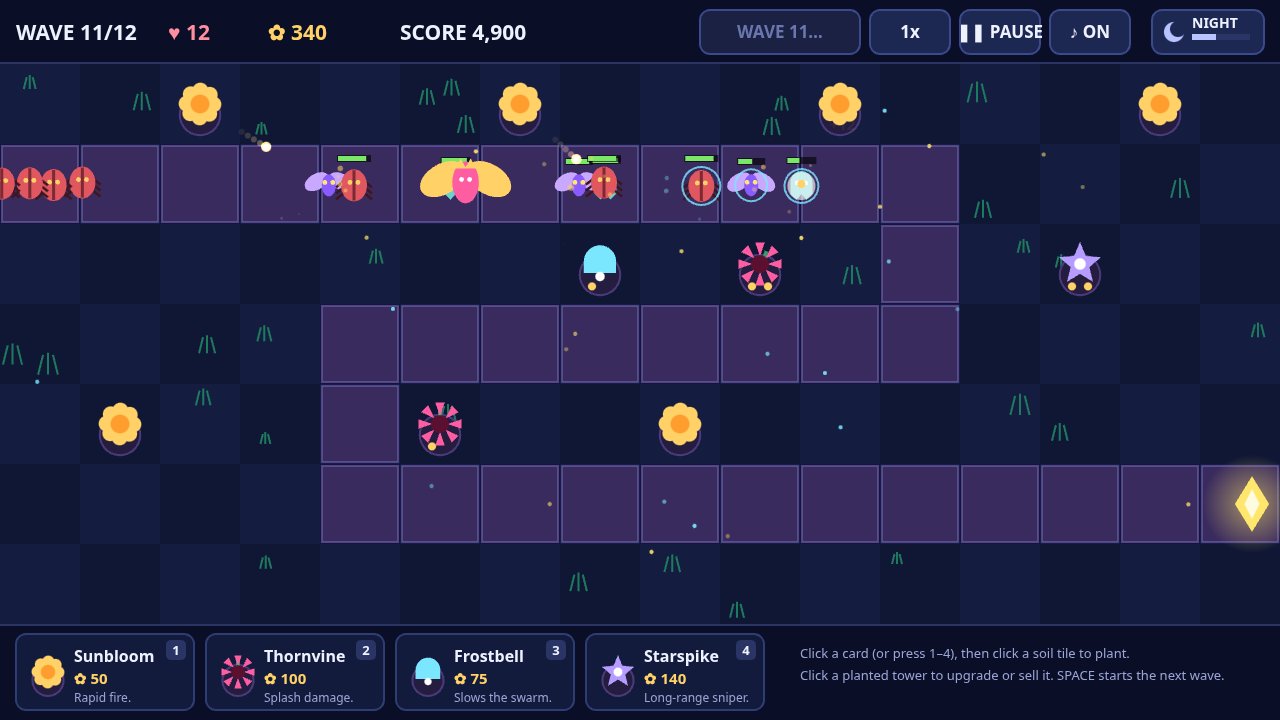 WAVE 11/12 ♥ 12 ✿ 340 SCORE 4,900 WAVE 11... 1x ❚❚ PAUSE ♪ ON NIGHT
Sunbloom 1
✿ 50
Rapid fire.
Thornvine 2
✿ 100
Splash damage.
Frostbell 3
✿ 75
Slows the swarm.
Starspike 4
✿ 140
Long-range sniper.
Click a card (or press 1–4), then click a soil tile to plant.
Click a planted tower to upgrade or sell it. SPACE starts the next wave.